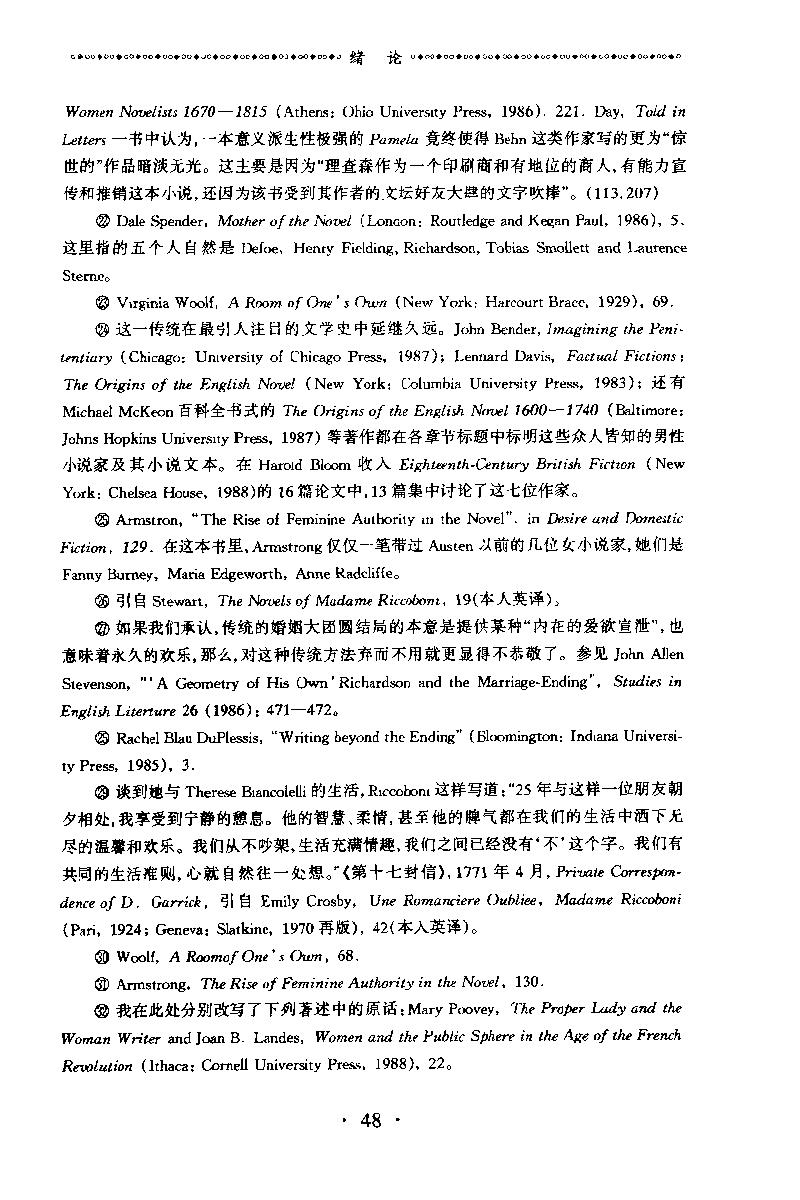 绪 论
Women Novelists 1670—1815 (Athens: Ohio University Press, 1986). 221. Day, Told in
Letters 一书中认为,一本意义派生性极强的 Pamela 竟终使得 Behn 这类作家写的更为“惊
世的”作品暗淡无光。这主要是因为“理查森作为一个印刷商和有地位的商人,有能力宣
传和推销这本小说,还因为该书受到其作者的文坛好友大肆的文字吹捧”。(113,207)
㉒ Dale Spender, Mother of the Novel (London: Routledge and Kegan Paul, 1986), 5.
这里指的五个人自然是 Defoe, Henry Fielding, Richardson, Tobias Smollett and Laurence
Sterne。
㉓ Virginia Woolf, A Room of One's Own (New York: Harcourt Brace, 1929), 69.
㉔ 这一传统在最引人注目的文学史中延继久远。John Bender, Imagining the Peni-
tentiary (Chicago: University of Chicago Press, 1987); Lennard Davis, Factual Fictions:
The Origins of the English Novel (New York: Columbia University Press, 1983); 还有
Michael McKeon 百科全书式的 The Origins of the English Novel 1600—1740 (Baltimore:
Johns Hopkins University Press, 1987) 等著作都在各章节标题中标明这些众人皆知的男性
小说家及其小说文本。在 Harold Bloom 收入 Eighteenth-Century British Fiction (New
York: Chelsea House, 1988)的 16 篇论文中,13 篇集中讨论了这七位作家。
㉕ Armstron, “The Rise of Feminine Authority in the Novel”. in Desire and Domestic
Fiction, 129. 在这本书里,Armstrong 仅仅一笔带过 Austen 以前的几位女小说家,她们是
Fanny Burney, Maria Edgeworth, Anne Radcliffe。
㉖ 引自 Stewart, The Novels of Madame Riccoboni, 19(本人英译)。
㉗ 如果我们承认,传统的婚姻大团圆结局的本意是提供某种“内在的爱欲宣泄”,也
意味着永久的欢乐,那么,对这种传统方法弃而不用就更显得不恭敬了。参见 John Allen
Stevenson, “‘A Geometry of His Own’ Richardson and the Marriage-Ending”, Studies in
English Literture 26 (1986): 471—472。
㉘ Rachel Blau DuPlessis, “Writing beyond the Ending” (Bloomington: Indiana Universi-
ty Press, 1985), 3.
㉙ 谈到她与 Therese Biancolelli 的生活,Riccoboni 这样写道:“25 年与这样一位朋友朝
夕相处,我享受到宁静的憩息。他的智慧、柔情,甚至他的脾气都在我们的生活中洒下无
尽的温馨和欢乐。我们从不吵架,生活充满情趣,我们之间已经没有‘不’这个字。我们有
共同的生活准则,心就自然往一处想。”《第十七封信》,1771 年 4 月,Private Correspon-
dence of D. Garrick, 引自 Emily Crosby, Une Romanciere Oubliee, Madame Riccoboni
(Pari, 1924; Geneva: Slatkine, 1970 再版), 42(本人英译)。
㉚ Woolf, A Roomof One's Own, 68.
㉛ Armstrong, The Rise of Feminine Authority in the Novel, 130.
㉜ 我在此处分别改写了下列著述中的原话:Mary Poovey, The Proper Lady and the
Woman Writer and Joan B. Landes, Women and the Public Sphere in the Age of the French
Revolution (Ithaca: Cornell University Press, 1988), 22。
· 48 ·